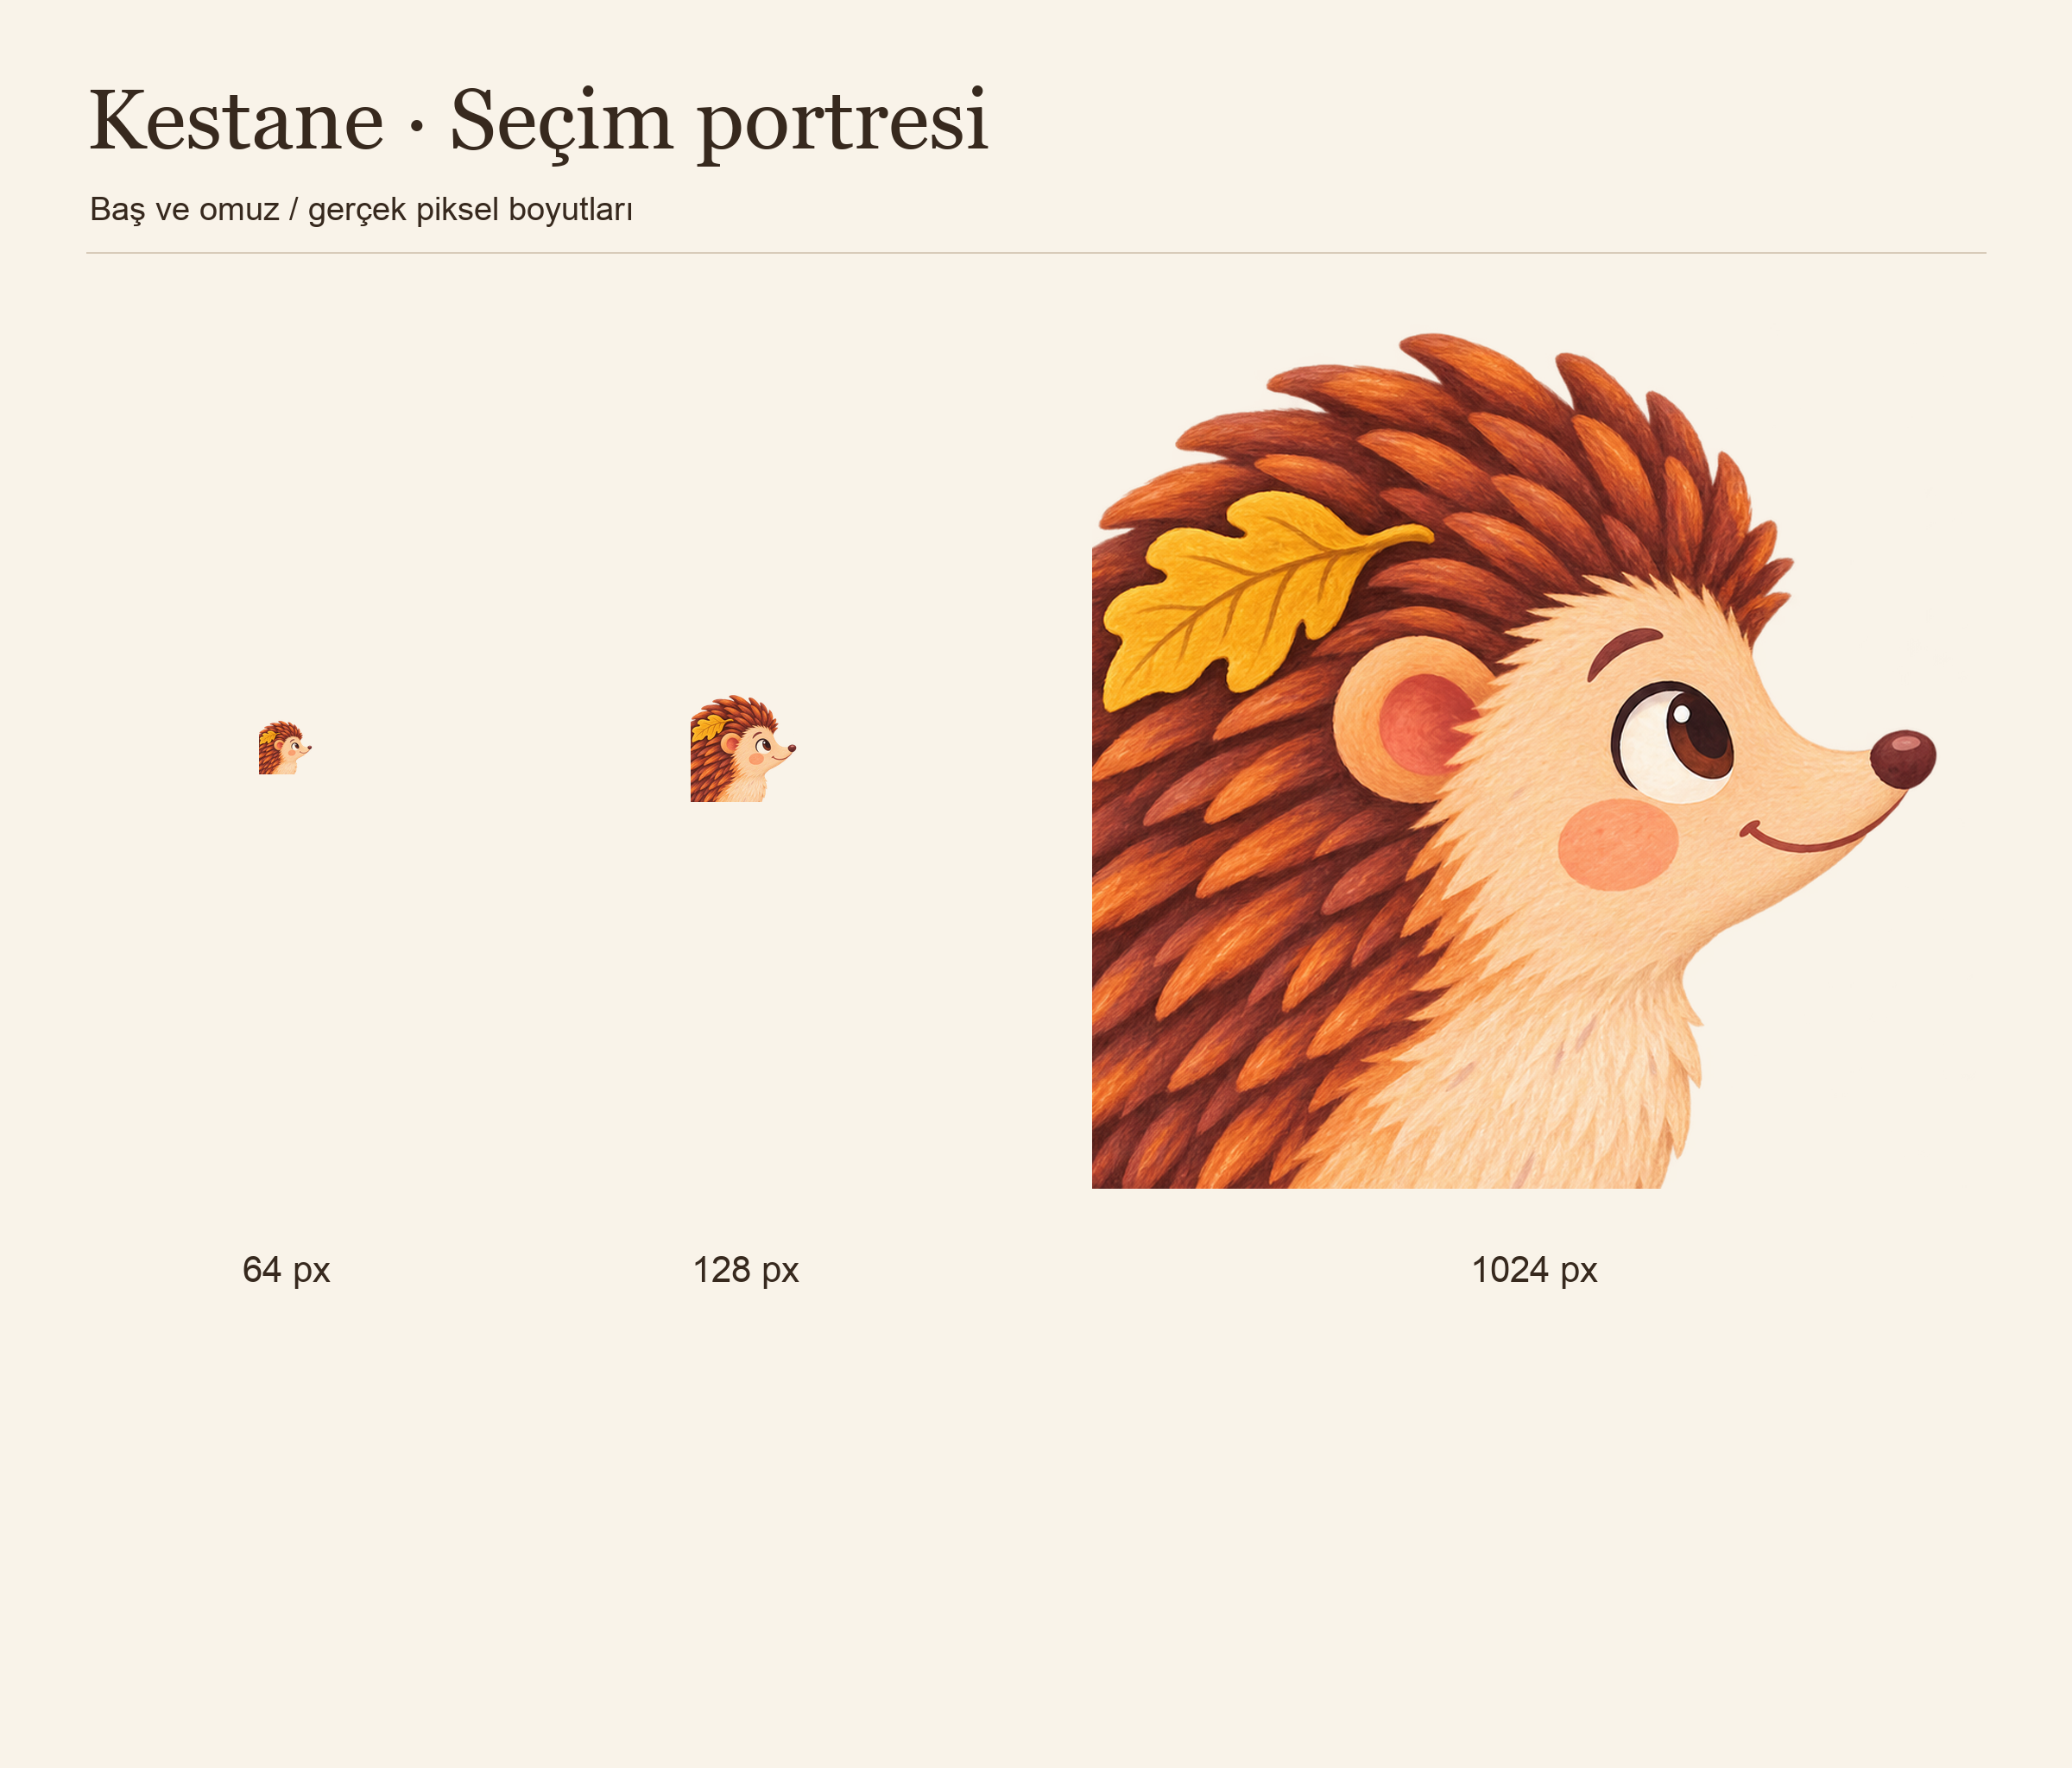 Kestane · Seçim portresi
Baş ve omuz / gerçek piksel boyutları
64 px
128 px
1024 px